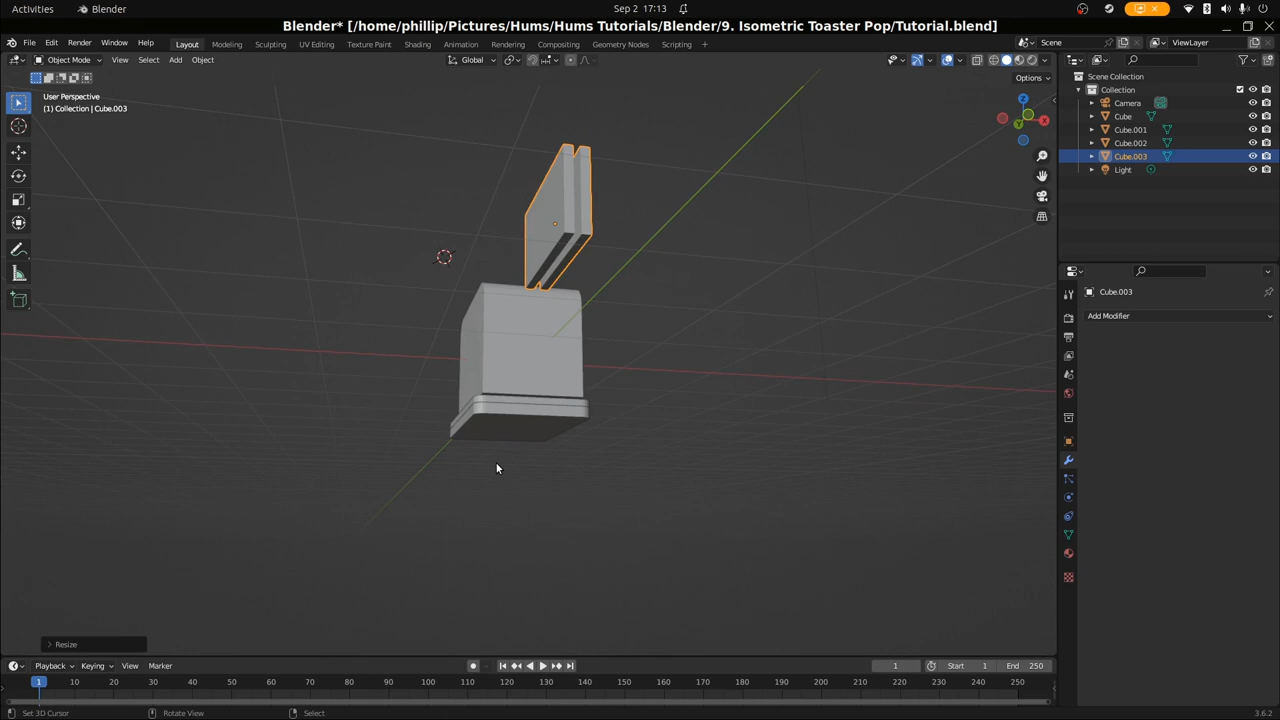 Activities
Blender
Sep 2 17:13
Blender* [/home/phillip/Pictures/Hums/Hums Tutorials/Blender/9. Isometric Toaster Pop/Tutorial.blend]
File Edit Render Window Help
Layout Modeling Sculpting UV Editing Texture Paint Shading Animation Rendering Compositing Geometry Nodes Scripting +
Scene
ViewLayer
Object Mode View Select Add Object
Global
Options
User Perspective
(1) Collection | Cube.003
Z
X
Y
Scene Collection
Collection
Camera
Cube
Cube.001
Cube.002
Cube.003
Light
Cube.003
Add Modifier
Resize
Playback Keying View Marker
1
Start 1
End 250
1 10 20 30 40 50 60 70 80 90 100 110 120 130 140 150 160 170 180 190 200 210 220 230 240 250
Set 3D Cursor
Rotate View
Select
3.6.2